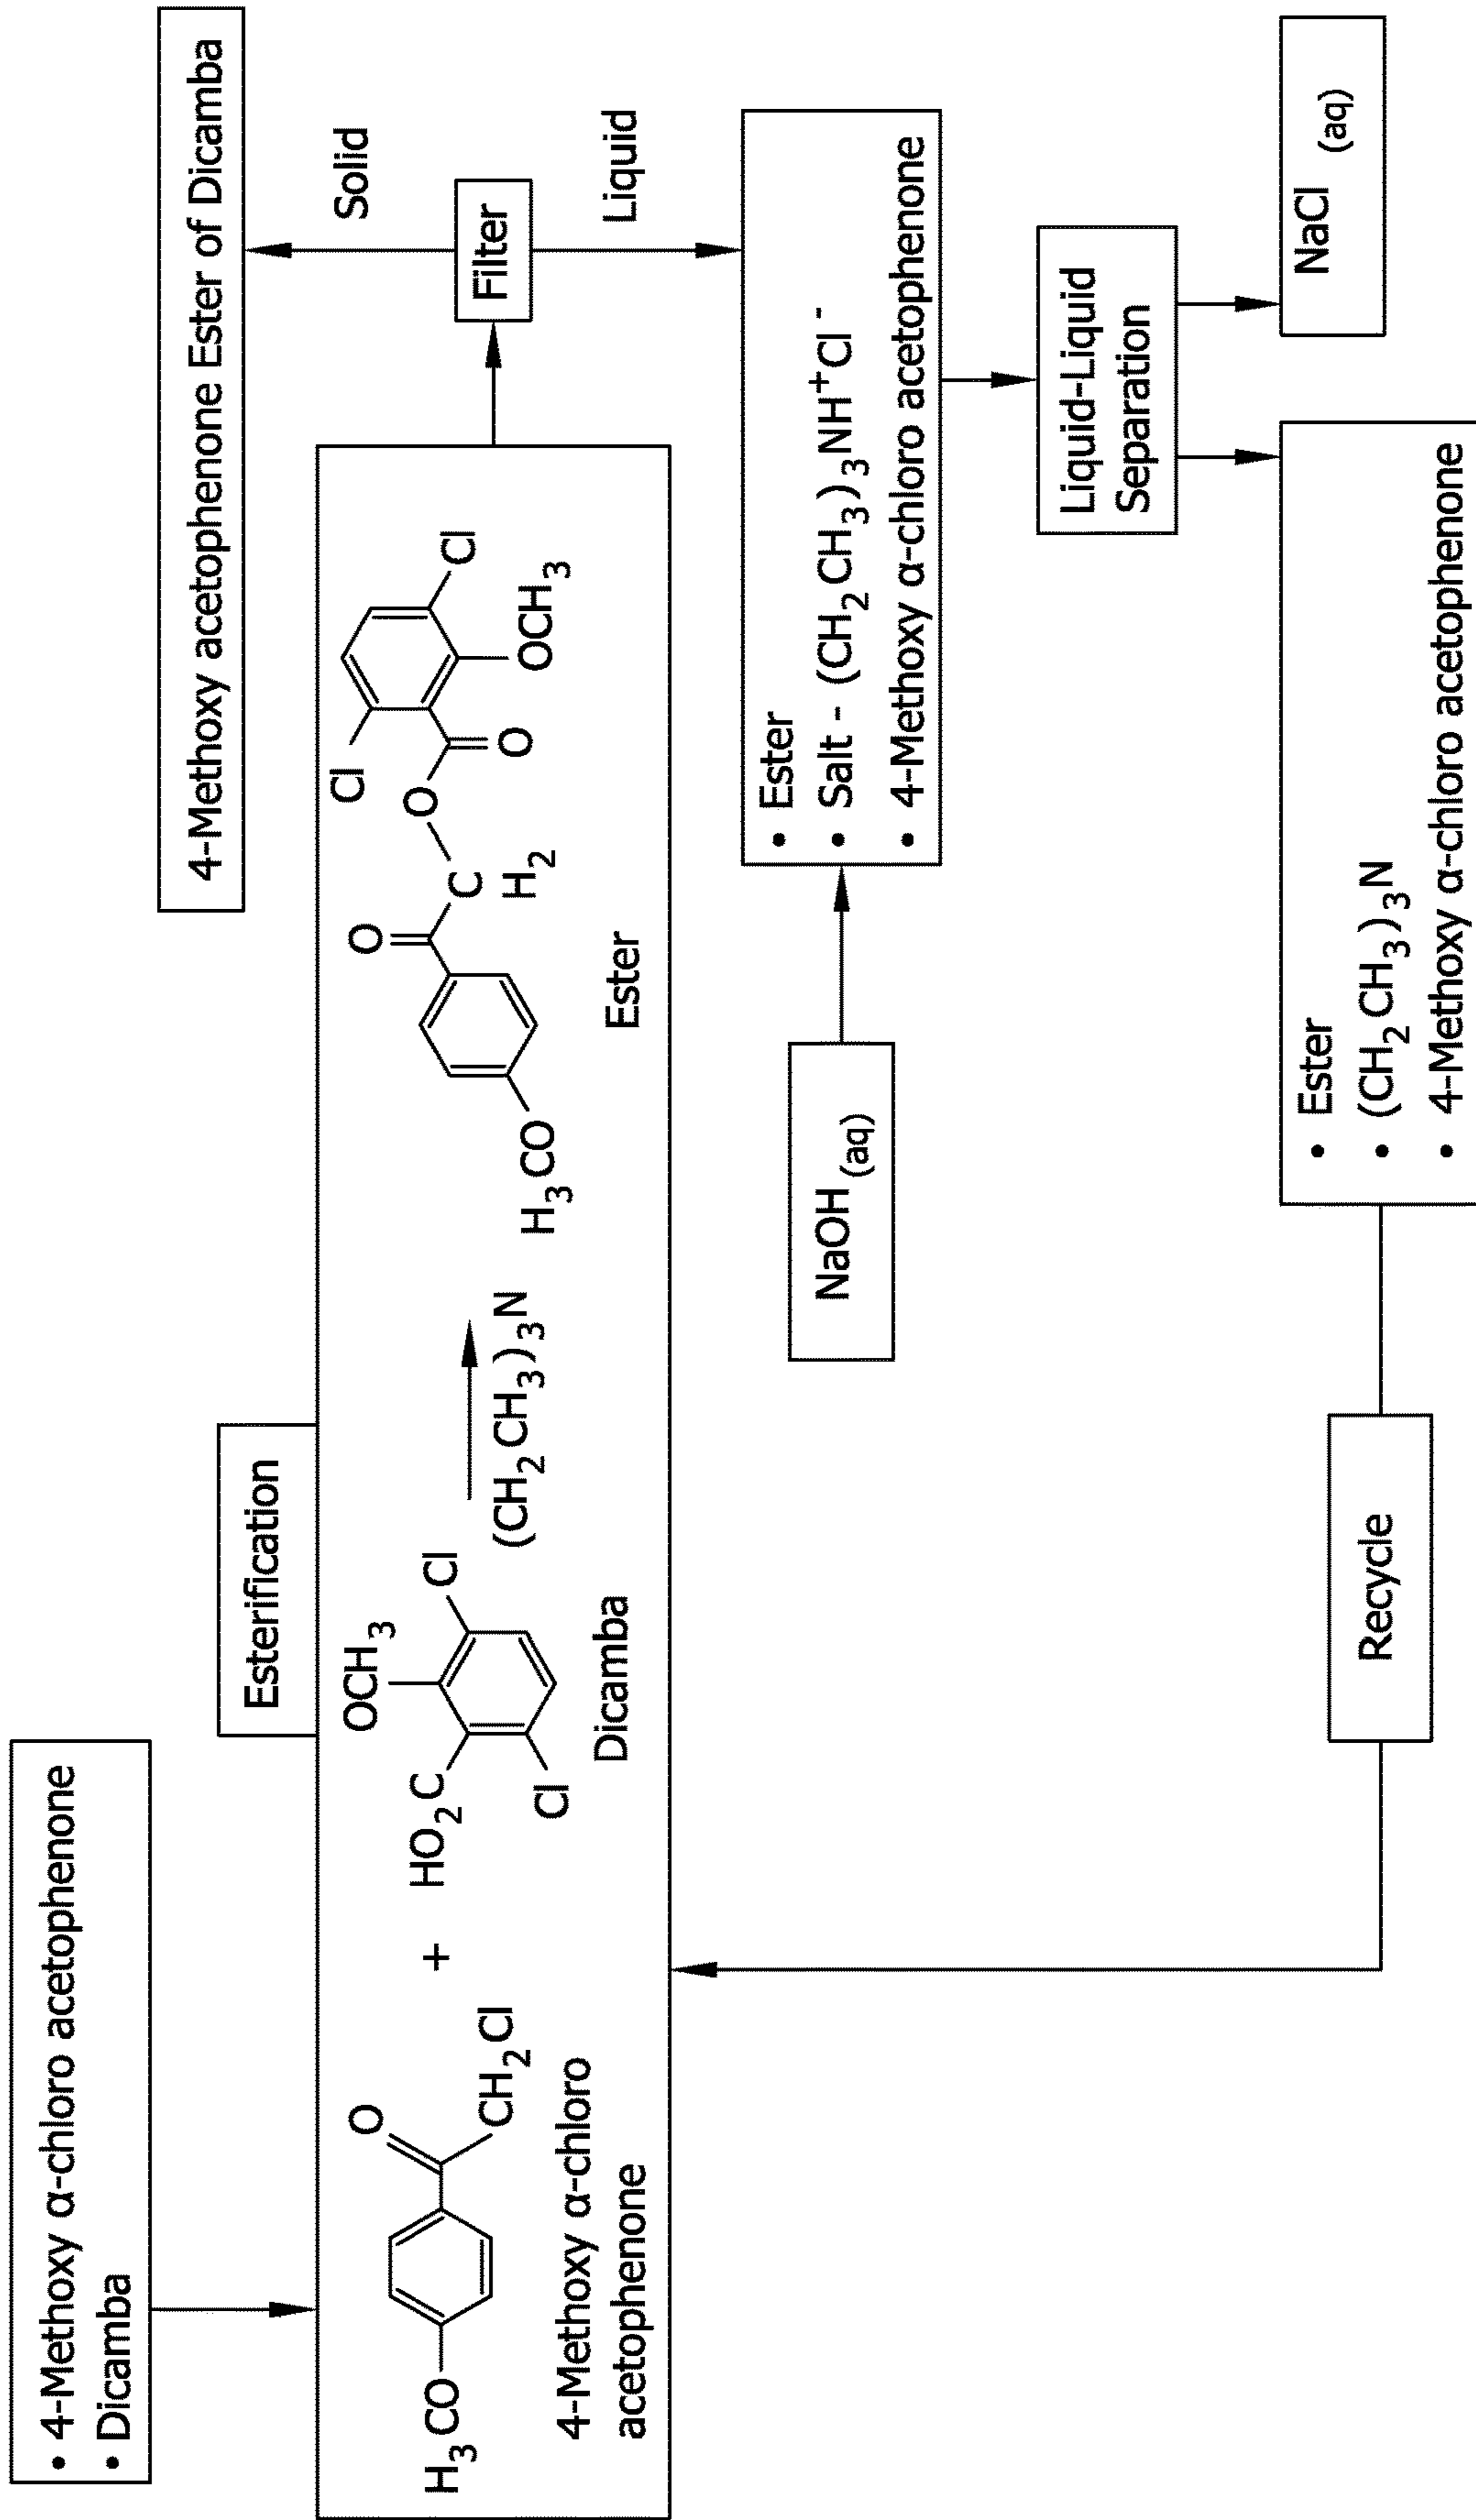 • 4-Methoxy α-chloro acetophenone
• Dicamba
Esterification
H3CO
O
CH2Cl
4-Methoxy α-chloro
acetophenone
+
HO2C
OCH3
Cl
Cl
Dicamba
(CH2CH3)3N
H3CO
O
C
H2
O
O
Cl
OCH3
Cl
Ester
Filter
Solid
4-Methoxy acetophenone Ester of Dicamba
Liquid
• Ester
• Salt - (CH2CH3)3NH+Cl-
• 4-Methoxy α-chloro acetophenone
NaOH (aq)
Liquid-Liquid
Separation
NaCl (aq)
• Ester
• (CH2CH3)3N
• 4-Methoxy α-chloro acetophenone
Recycle